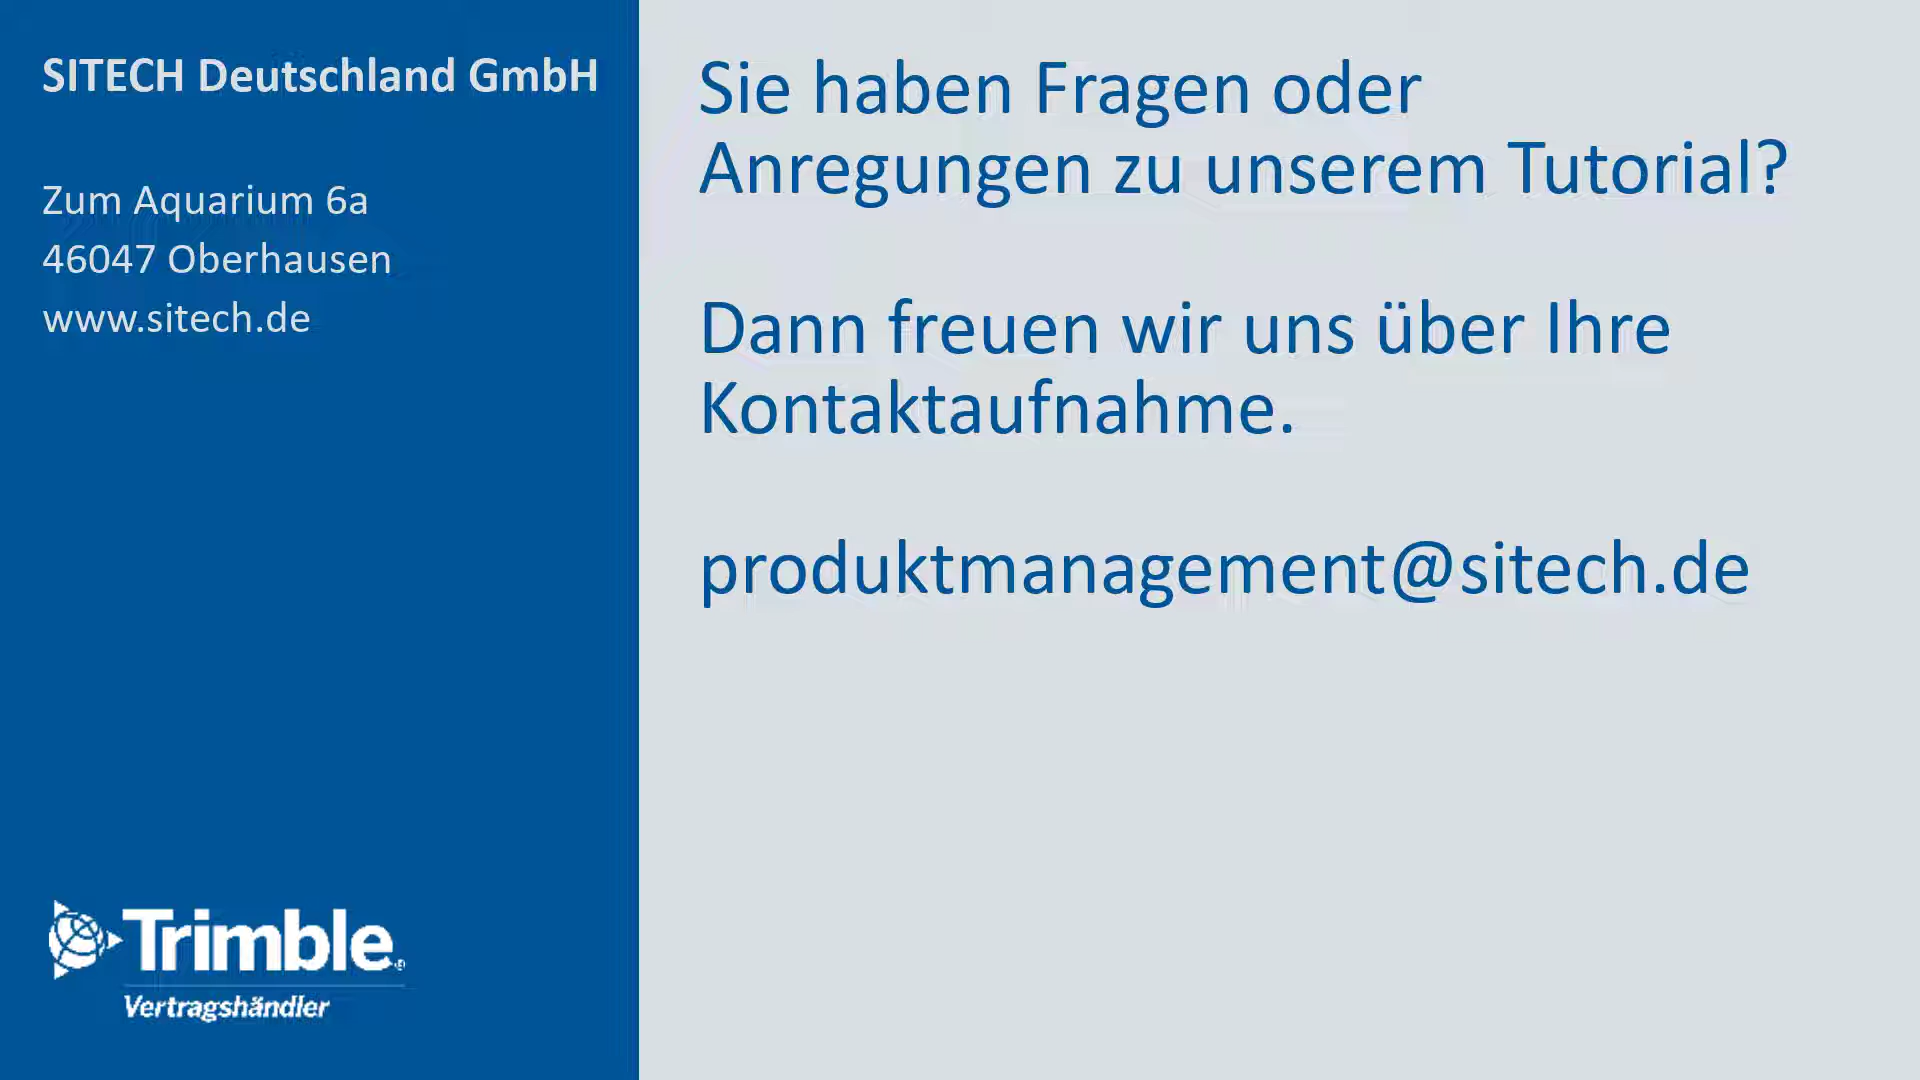 SITECH Deutschland GmbH
Zum Aquarium 6a
46047 Oberhausen
www.sitech.de
Trimble®
Vertragshändler
Sie haben Fragen oder
Anregungen zu unserem Tutorial?
Dann freuen wir uns über Ihre
Kontaktaufnahme.
produktmanagement@sitech.de